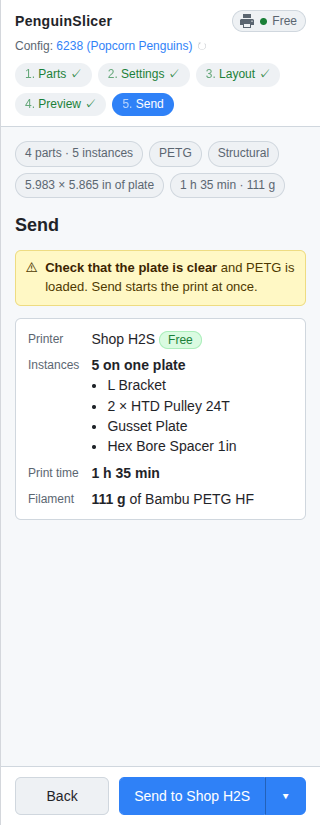 PenguinSlicer
Free
Config: 6238 (Popcorn Penguins)
1. Parts ✓
2. Settings ✓
3. Layout ✓
4. Preview ✓
5. Send
4 parts · 5 instances
PETG
Structural
5.983 × 5.865 in of plate
1 h 35 min · 111 g
Send
⚠ Check that the plate is clear and PETG is
loaded. Send starts the print at once.
Printer Shop H2S Free
Instances 5 on one plate
• L Bracket
• 2 × HTD Pulley 24T
• Gusset Plate
• Hex Bore Spacer 1in
Print time 1 h 35 min
Filament 111 g of Bambu PETG HF
Back
Send to Shop H2S ▾